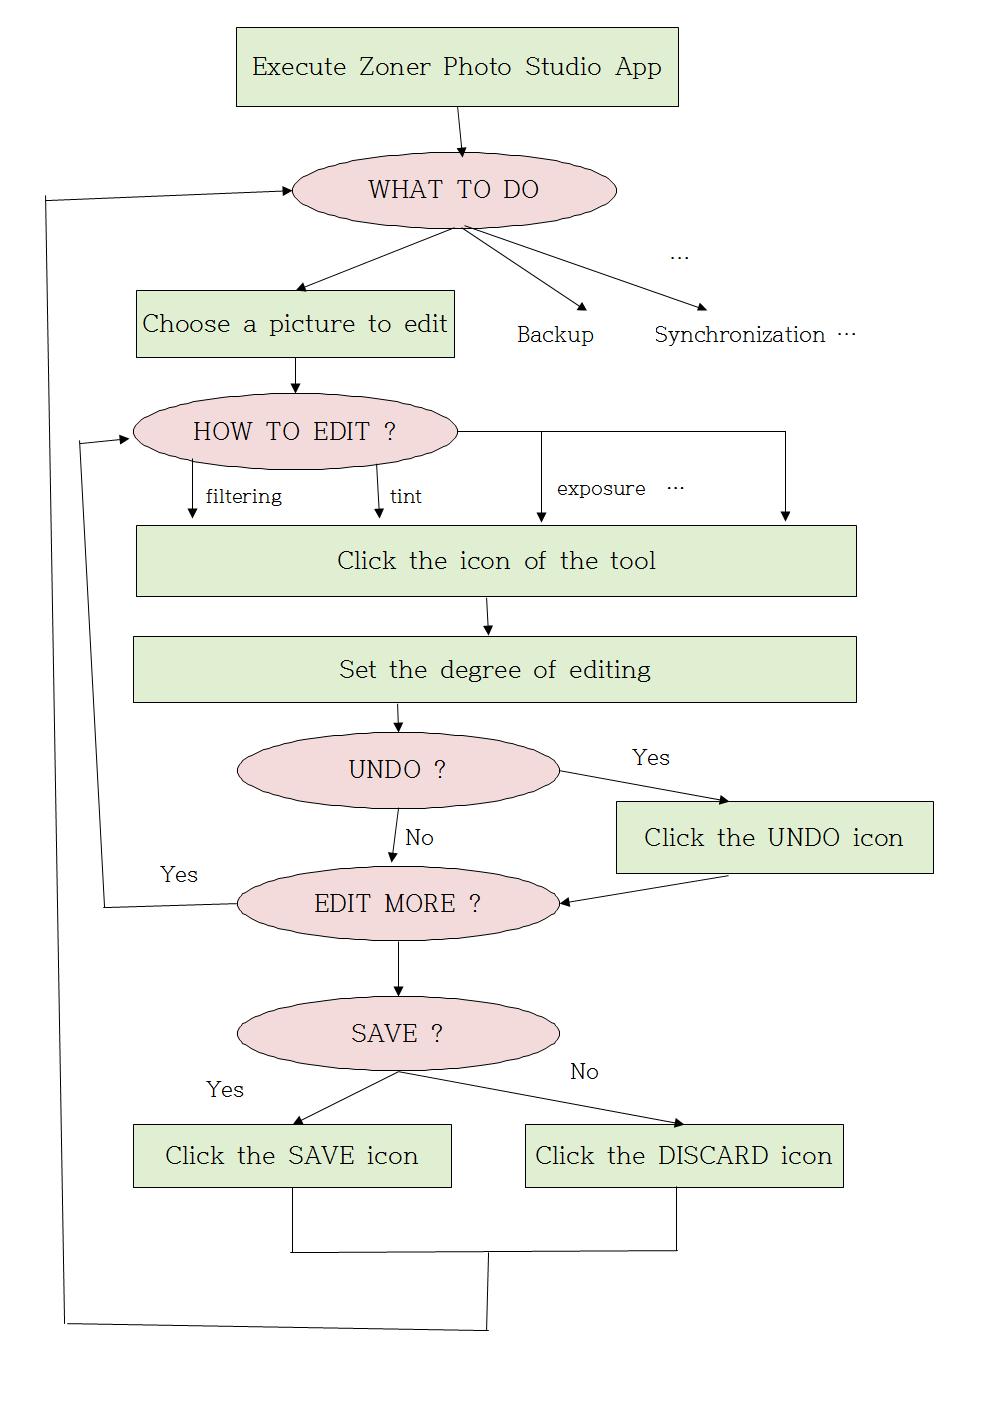 Execute Zoner Photo Studio App
WHAT TO DO
...
Choose a picture to edit
Backup
Synchronization ...
HOW TO EDIT ?
filtering
tint
exposure ...
Click the icon of the tool
Set the degree of editing
UNDO ?
Yes
No
Click the UNDO icon
Yes
EDIT MORE ?
SAVE ?
Yes
No
Click the SAVE icon
Click the DISCARD icon